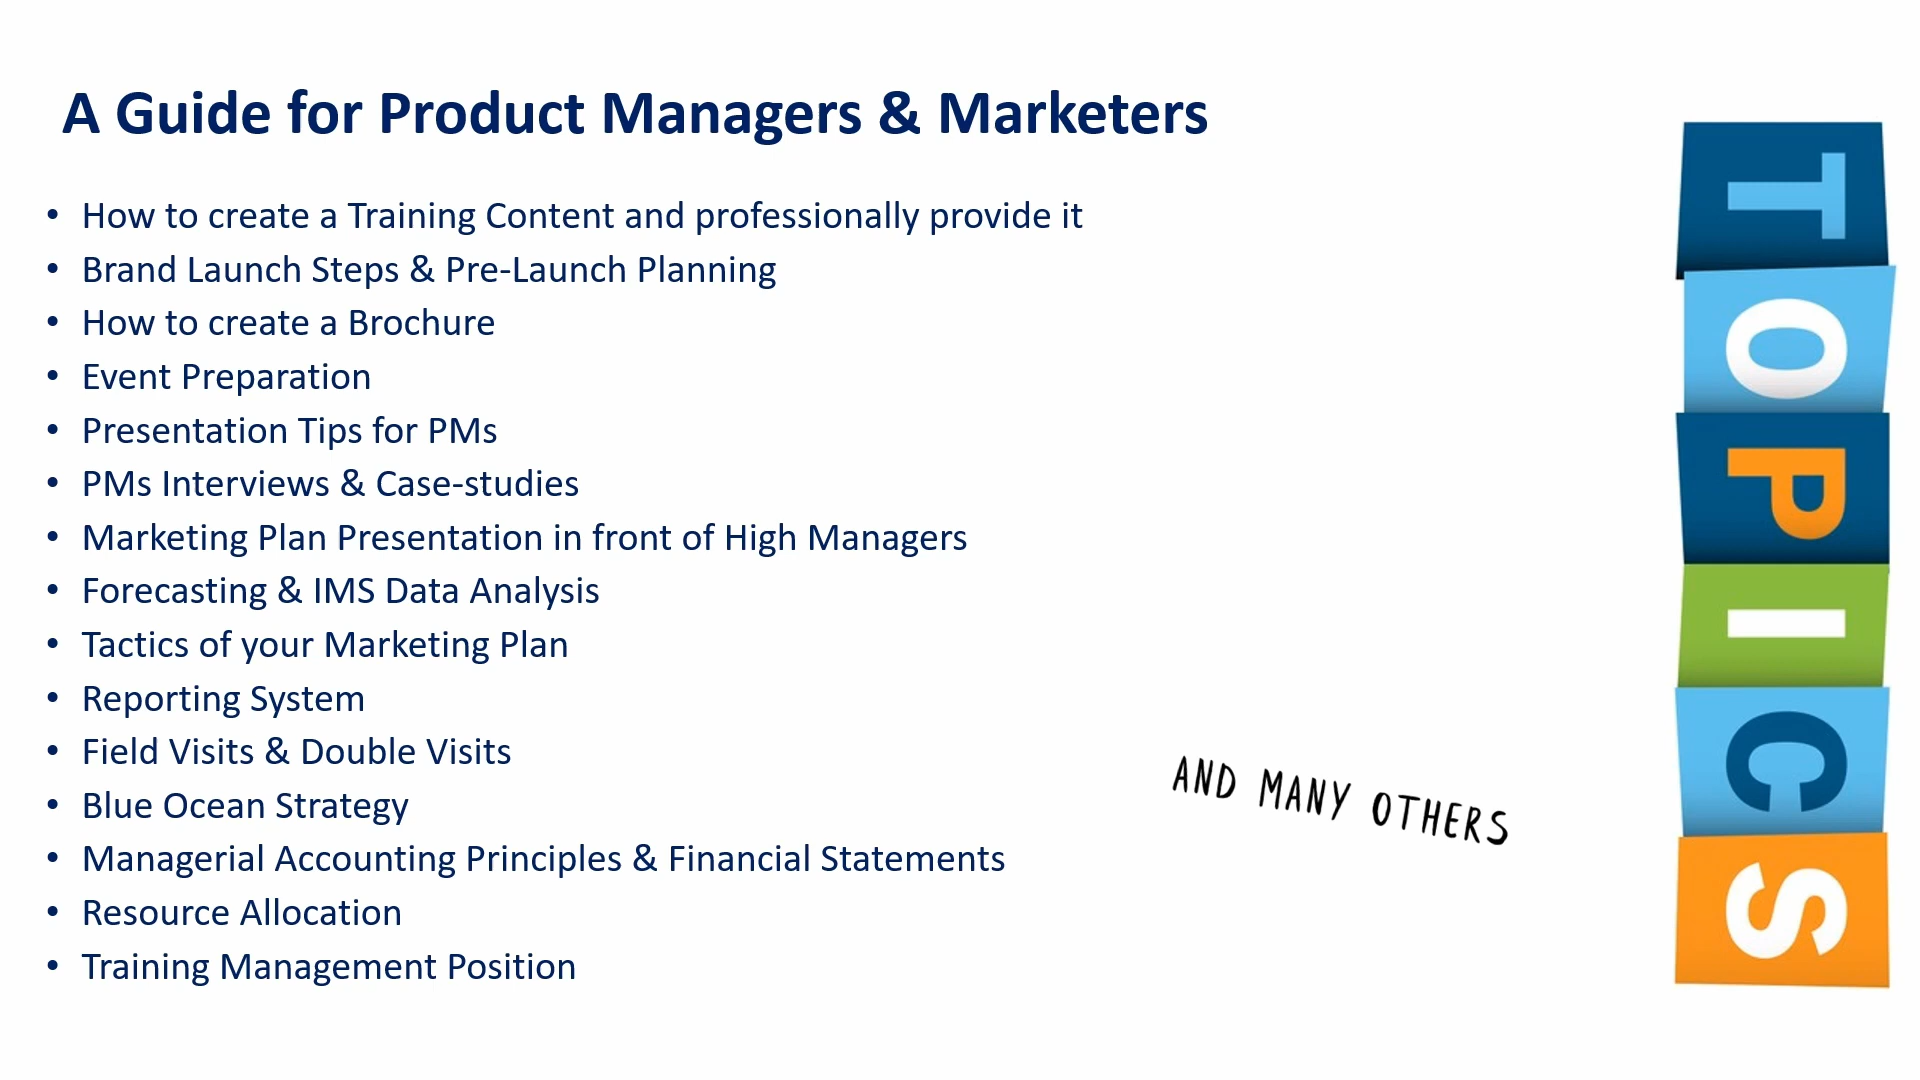 A Guide for Product Managers & Marketers
• How to create a Training Content and professionally provide it
• Brand Launch Steps & Pre-Launch Planning
• How to create a Brochure
• Event Preparation
• Presentation Tips for PMs
• PMs Interviews & Case-studies
• Marketing Plan Presentation in front of High Managers
• Forecasting & IMS Data Analysis
• Tactics of your Marketing Plan
• Reporting System
• Field Visits & Double Visits
• Blue Ocean Strategy
• Managerial Accounting Principles & Financial Statements
• Resource Allocation
• Training Management Position
AND MANY OTHERS
TOPICS